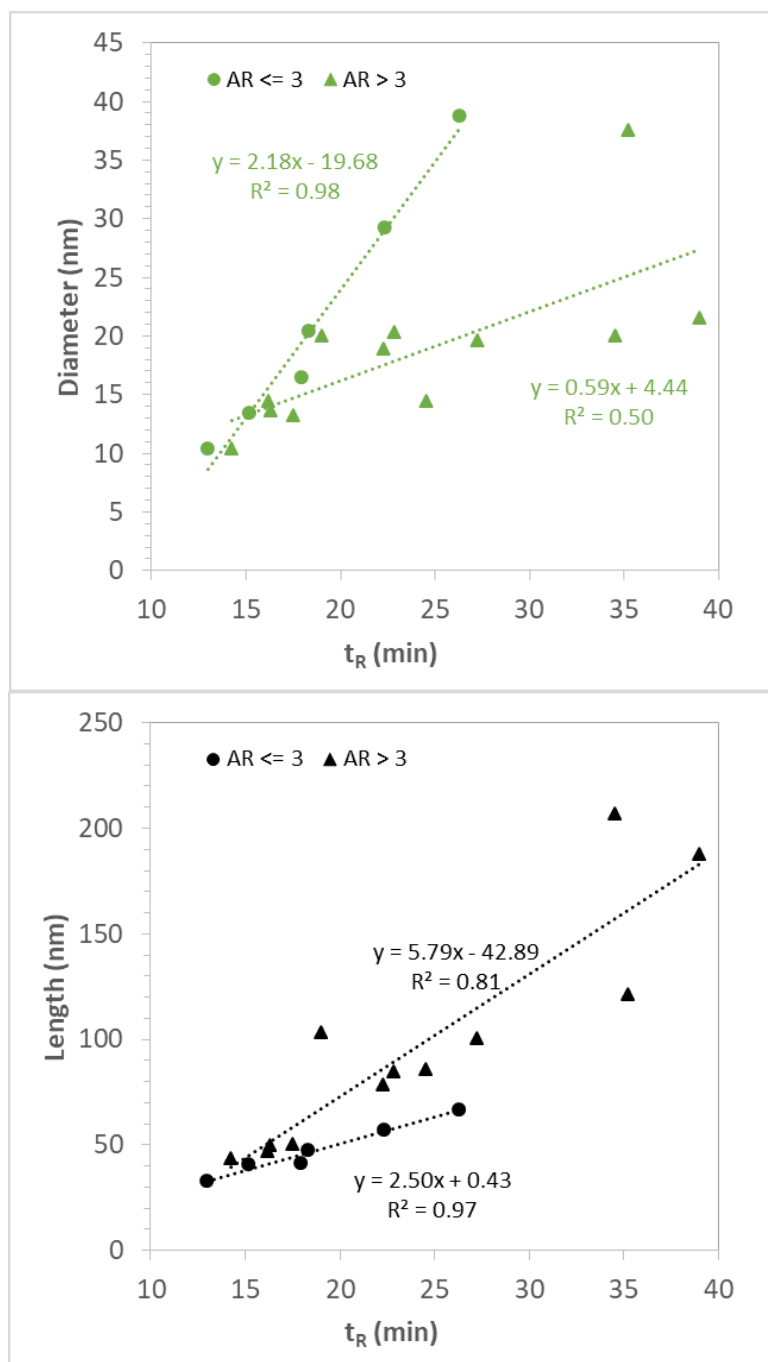 45
40
35
30
25
20
15
10
5
0
Diameter (nm)
AR <= 3 AR > 3
y = 2.18x - 19.68
R² = 0.98
y = 0.59x + 4.44
R² = 0.50
10 15 20 25 30 35 40
tR (min)
250
200
150
100
50
0
Length (nm)
AR <= 3 AR > 3
y = 5.79x - 42.89
R² = 0.81
y = 2.50x + 0.43
R² = 0.97
10 15 20 25 30 35 40
tR (min)